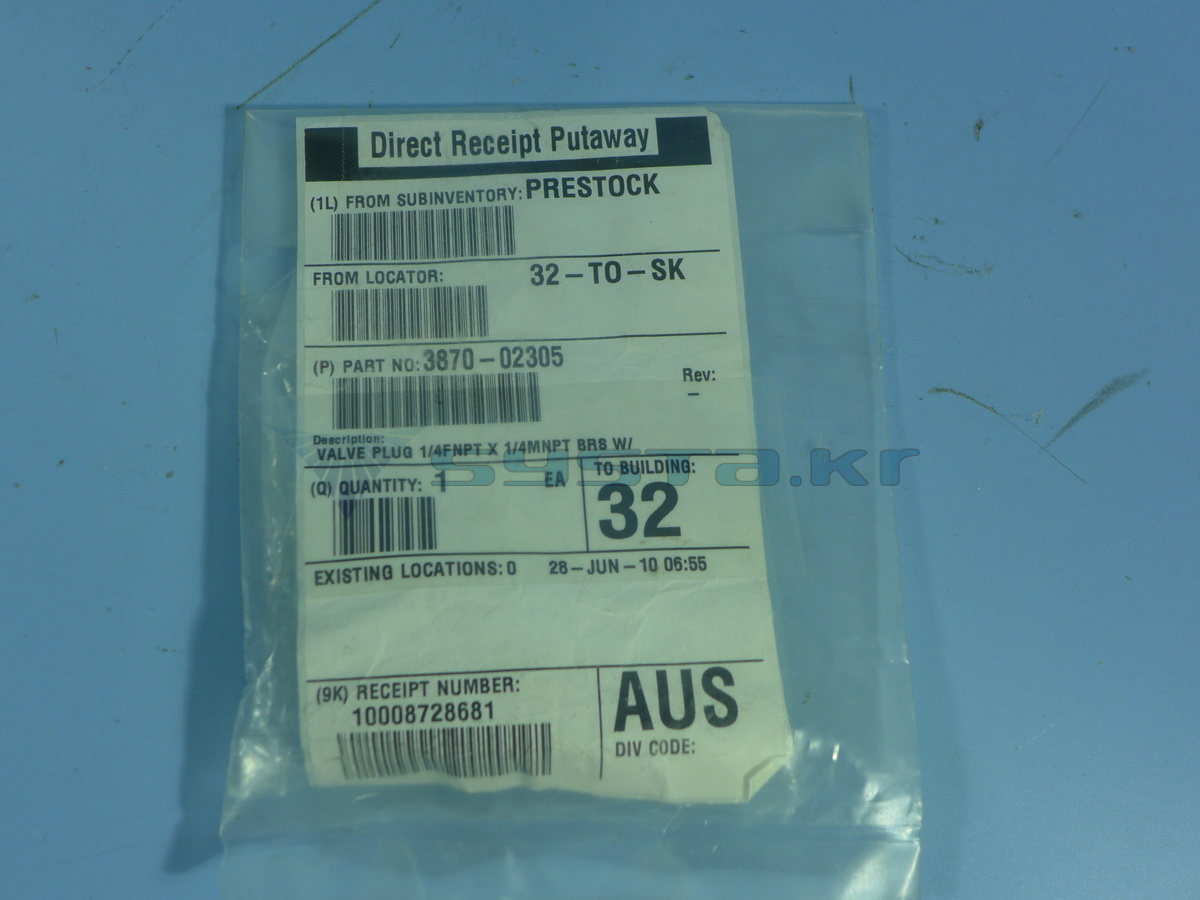 Direct Receipt Putaway
(1L) FROM SUBINVENTORY: PRESTOCK
FROM LOCATOR: 32-TO-SK
(P) PART NO: 3870-02305
Rev:
-
Description:
VALVE PLUG 1/4FNPT X 1/4MNPT BRS W/
systa.kr
(Q) QUANTITY: 1 EA
TO BUILDING:
32
EXISTING LOCATIONS: 0 28-JUN-10 06:55
(9K) RECEIPT NUMBER:
10008728681
AUS
DIV CODE: